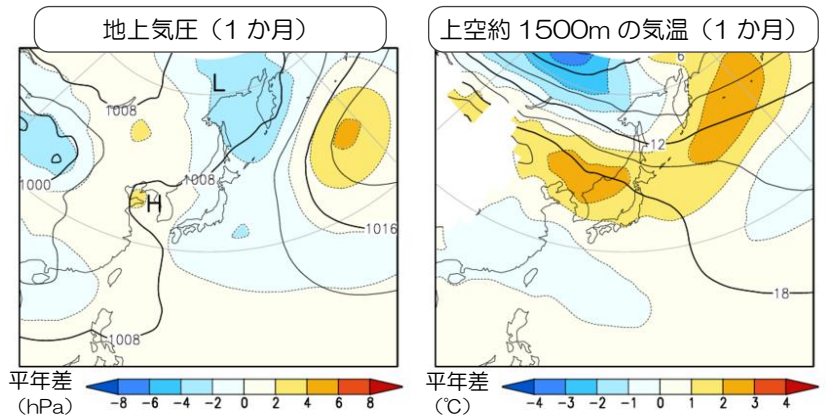 地上気圧（１か月）
L
1008
1000
1008
H
1016
1008
平年差
（hPa）
-8 -6 -4 -2 0 2 4 6 8
上空約 1500m の気温（１か月）
6
12
18
平年差
（℃）
-4 -3 -2 -1 0 1 2 3 4